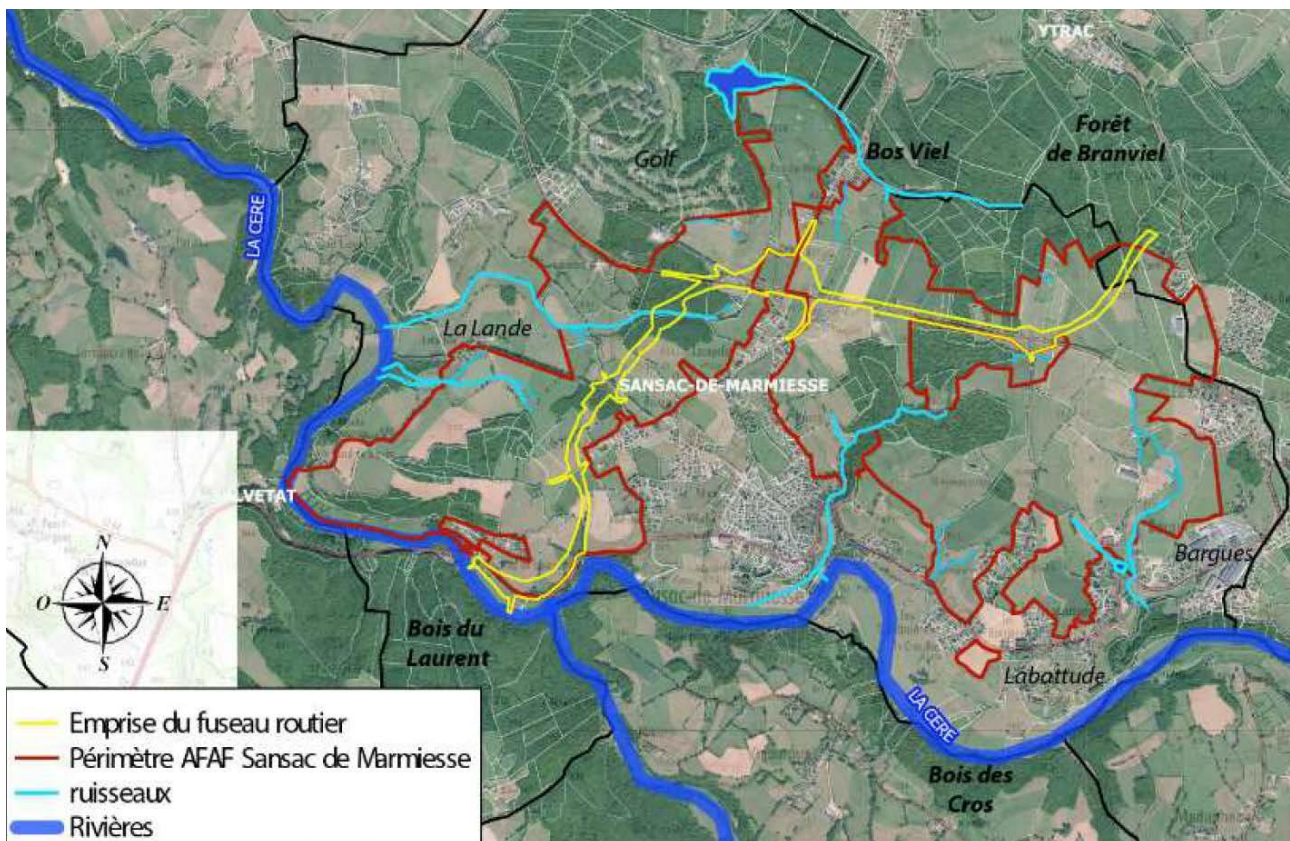 YTRAC
Forêt
de Branviel
Bos Viel
Golf
LA CERE
La Lande
SANSAC-DE-MARMIESSE
LVETAT
N
O
E
S
Bargues
Bois du
Laurent
Labattude
LA CERE
Bois des
Cros
Emprise du fuseau routier
Périmètre AFAF Sansac de Marmiesse
ruisseaux
Rivières